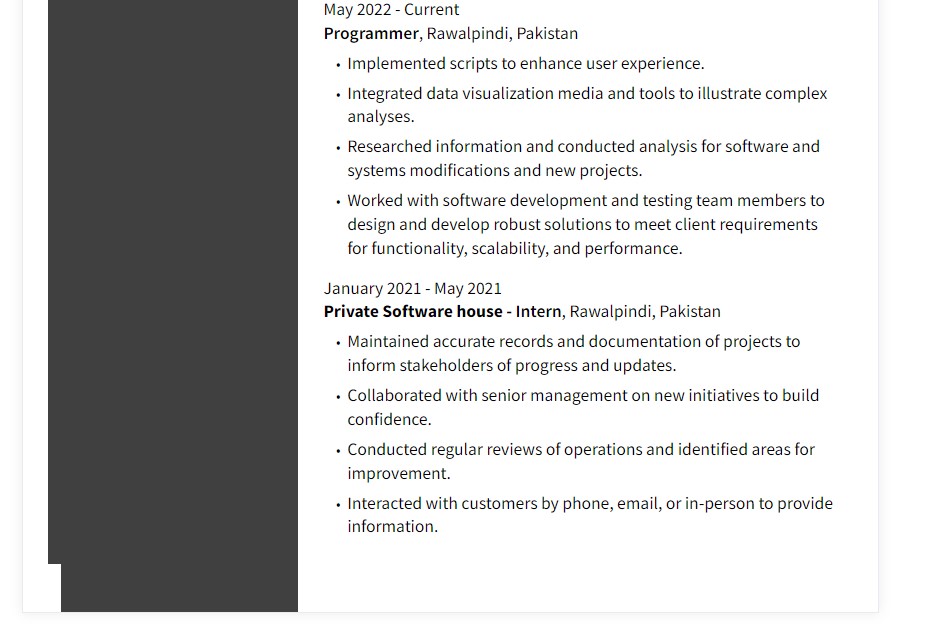 May 2022 - Current
Programmer, Rawalpindi, Pakistan
• Implemented scripts to enhance user experience.
• Integrated data visualization media and tools to illustrate complex
analyses.
• Researched information and conducted analysis for software and
systems modifications and new projects.
• Worked with software development and testing team members to
design and develop robust solutions to meet client requirements
for functionality, scalability, and performance.
January 2021 - May 2021
Private Software house - Intern, Rawalpindi, Pakistan
• Maintained accurate records and documentation of projects to
inform stakeholders of progress and updates.
• Collaborated with senior management on new initiatives to build
confidence.
• Conducted regular reviews of operations and identified areas for
improvement.
• Interacted with customers by phone, email, or in-person to provide
information.